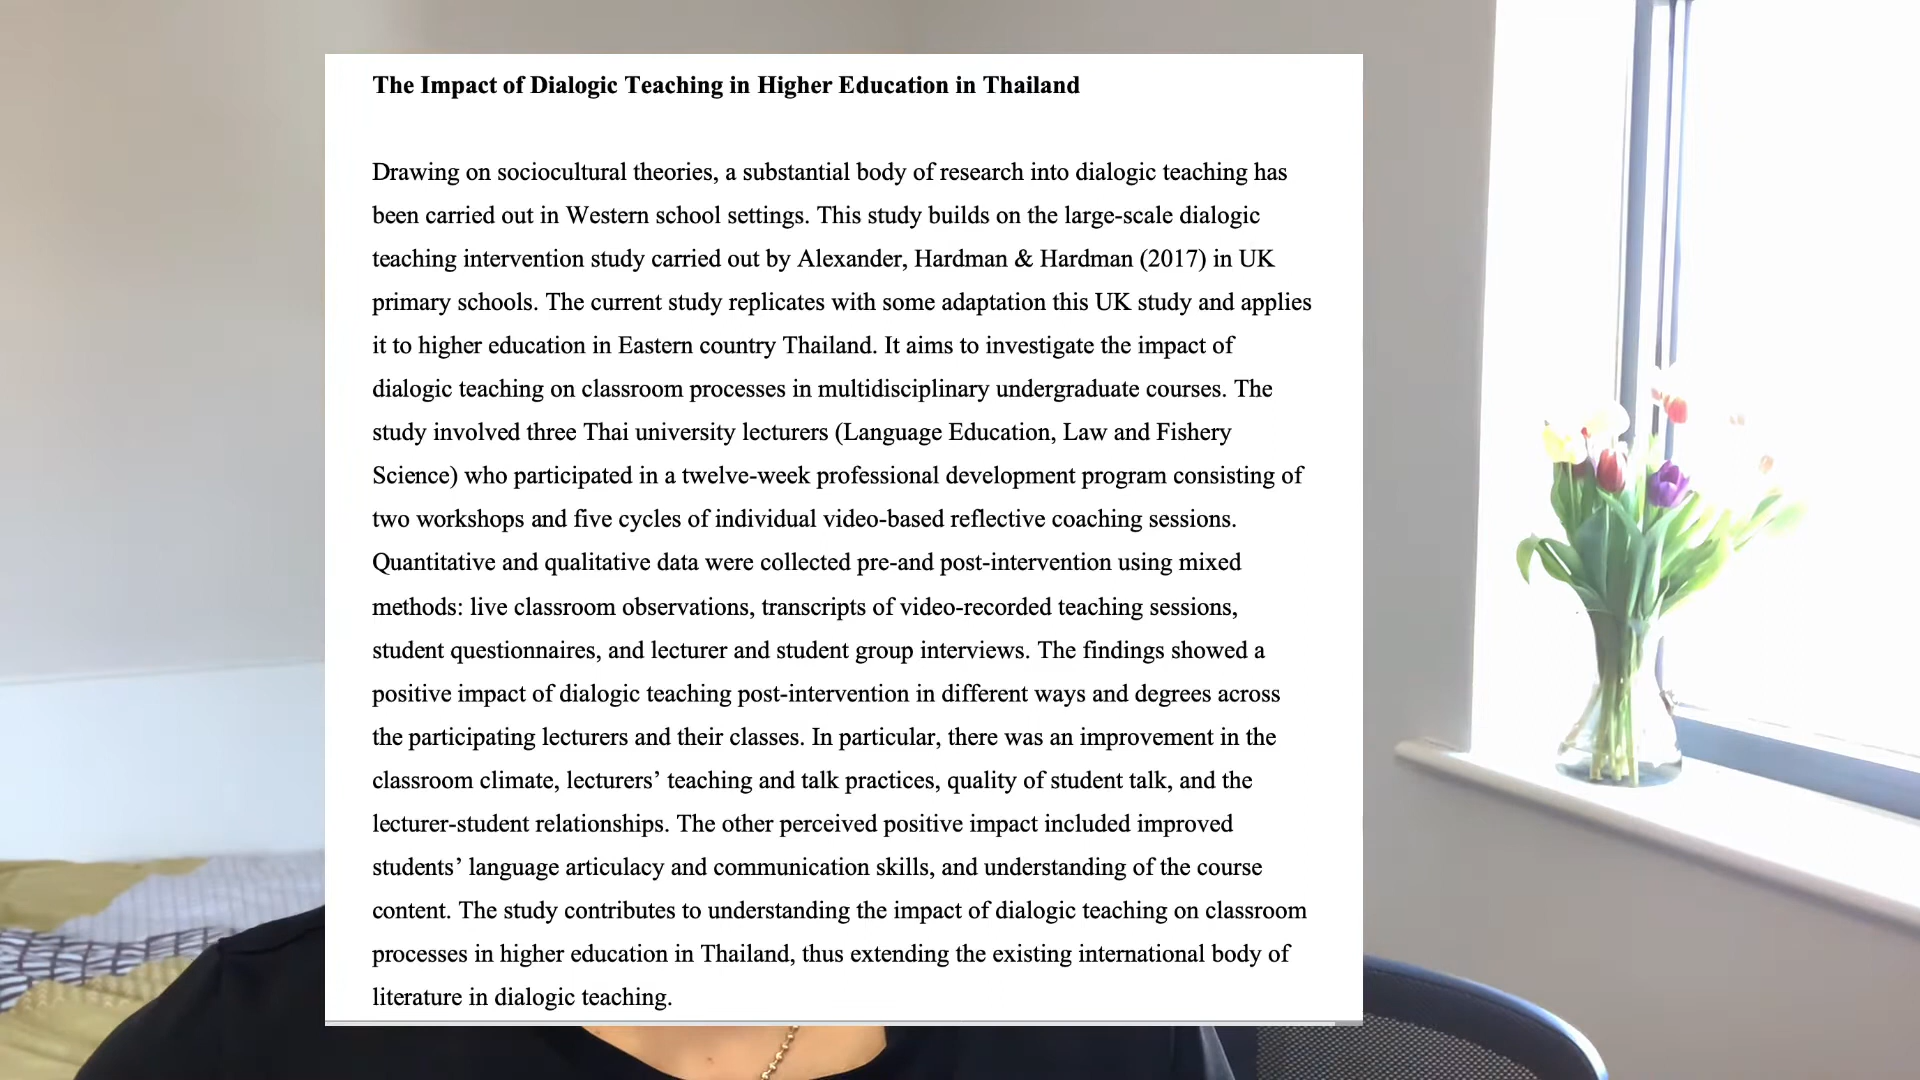 The Impact of Dialogic Teaching in Higher Education in Thailand
Drawing on sociocultural theories, a substantial body of research into dialogic teaching has
been carried out in Western school settings. This study builds on the large-scale dialogic
teaching intervention study carried out by Alexander, Hardman & Hardman (2017) in UK
primary schools. The current study replicates with some adaptation this UK study and applies
it to higher education in Eastern country Thailand. It aims to investigate the impact of
dialogic teaching on classroom processes in multidisciplinary undergraduate courses. The
study involved three Thai university lecturers (Language Education, Law and Fishery
Science) who participated in a twelve-week professional development program consisting of
two workshops and five cycles of individual video-based reflective coaching sessions.
Quantitative and qualitative data were collected pre-and post-intervention using mixed
methods: live classroom observations, transcripts of video-recorded teaching sessions,
student questionnaires, and lecturer and student group interviews. The findings showed a
positive impact of dialogic teaching post-intervention in different ways and degrees across
the participating lecturers and their classes. In particular, there was an improvement in the
classroom climate, lecturers’ teaching and talk practices, quality of student talk, and the
lecturer-student relationships. The other perceived positive impact included improved
students’ language articulacy and communication skills, and understanding of the course
content. The study contributes to understanding the impact of dialogic teaching on classroom
processes in higher education in Thailand, thus extending the existing international body of
literature in dialogic teaching.